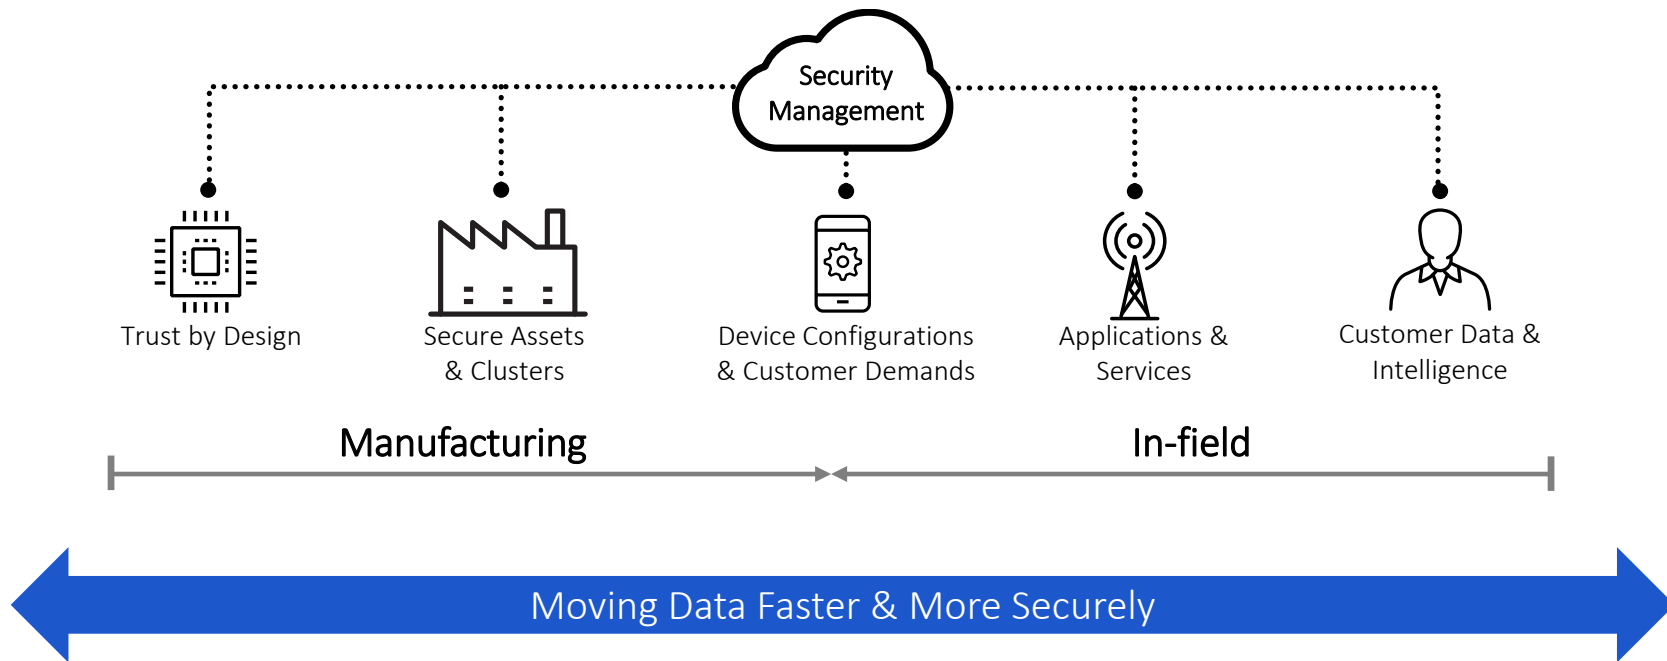 Security
Management
Trust by Design
Secure Assets
& Clusters
Device Configurations
& Customer Demands
Applications &
Services
Customer Data &
Intelligence
Manufacturing
In-field
Moving Data Faster & More Securely